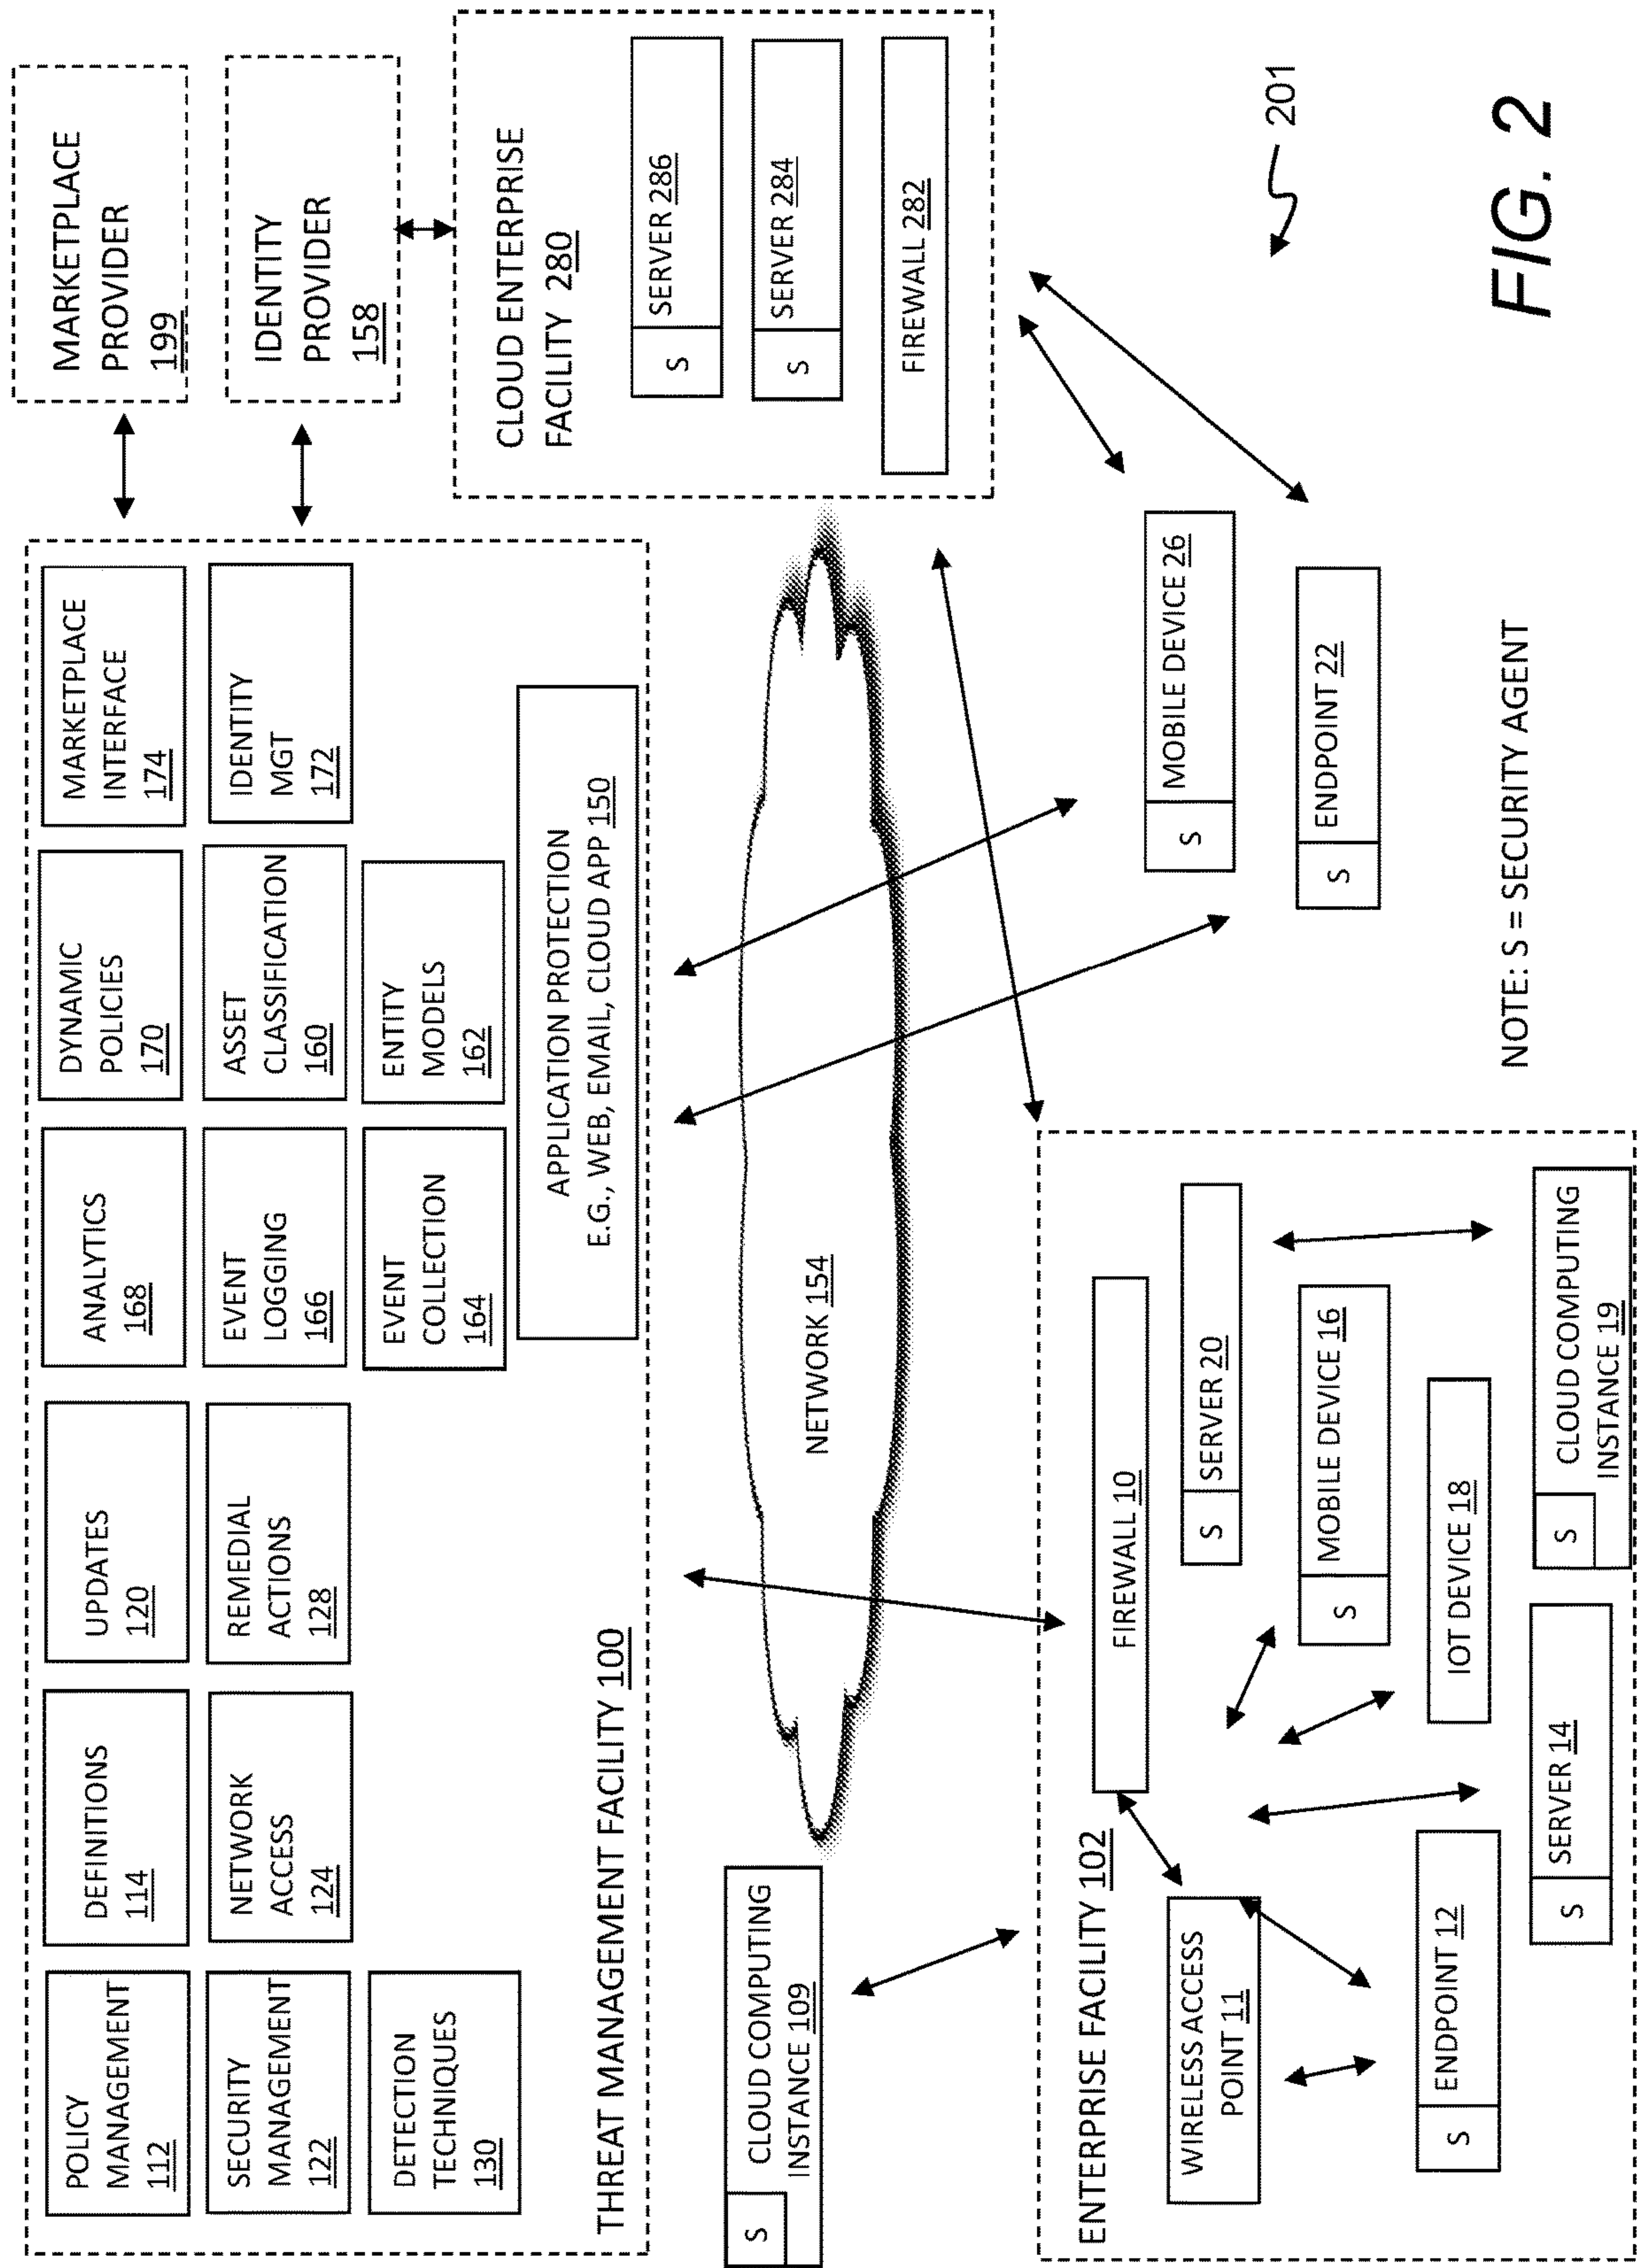 POLICY
MANAGEMENT
112
DEFINITIONS
114
UPDATES
120
ANALYTICS
168
DYNAMIC
POLICIES
170
MARKETPLACE
INTERFACE
174
MARKETPLACE
PROVIDER
199
SECURITY
MANAGEMENT
122
NETWORK
ACCESS
124
REMEDIAL
ACTIONS
128
EVENT
LOGGING
166
ASSET
CLASSIFICATION
160
IDENTITY
MGT
172
IDENTITY
PROVIDER
158
DETECTION
TECHNIQUES
130
EVENT
COLLECTION
164
ENTITY
MODELS
162
APPLICATION PROTECTION
E.G., WEB, EMAIL, CLOUD APP 150
THREAT MANAGEMENT FACILITY 100
CLOUD ENTERPRISE
FACILITY 280
S
SERVER 286
S
SERVER 284
FIREWALL 282
S
CLOUD COMPUTING
INSTANCE 109
NETWORK 154
ENTERPRISE FACILITY 102
FIREWALL 10
WIRELESS ACCESS
POINT 11
S
SERVER 20
S
MOBILE DEVICE 16
IOT DEVICE 18
S
ENDPOINT 12
S
SERVER 14
S
CLOUD COMPUTING
INSTANCE 19
S
MOBILE DEVICE 26
S
ENDPOINT 22
NOTE: S = SECURITY AGENT
201
FIG. 2